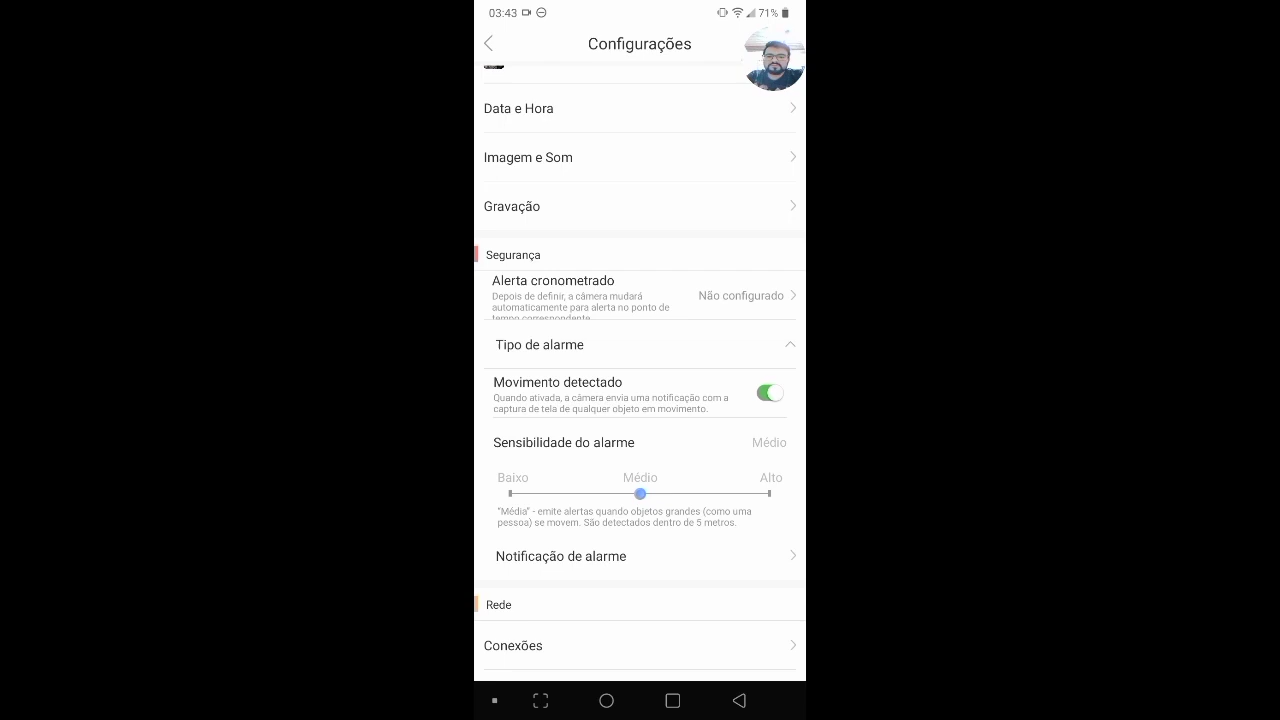 03:43 71%
Configurações
Data e Hora
Imagem e Som
Gravação
Segurança
Alerta cronometrado
Depois de definir, a câmera mudará
automaticamente para alerta no ponto de
tempo correspondente
Não configurado
Tipo de alarme
Movimento detectado
Quando ativada, a câmera envia uma notificação com a
captura de tela de qualquer objeto em movimento.
Sensibilidade do alarme Médio
Baixo Médio Alto
"Média" - emite alertas quando objetos grandes (como uma
pessoa) se movem. São detectados dentro de 5 metros.
Notificação de alarme
Rede
Conexões